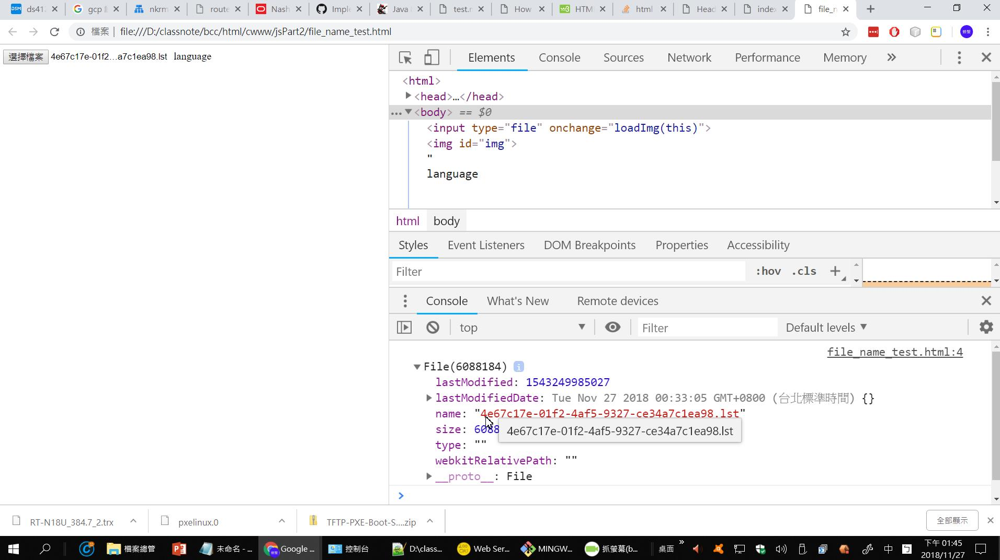 ds412
gcp
nkrm
route
Nash
Imple
Java
test.
How
HTM
html
Head
index
file_n
檔案 file:///D:/classnote/bcc/html/cwww/jsPart2/file_name_test.html
選擇檔案 4e67c17e-01f2…a7c1ea98.lst language
Elements Console Sources Network Performance Memory »
<html>
<head>…</head>
… <body> == $0
<input type="file" onchange="loadImg(this)">
<img id="img">
"
language
html body
Styles Event Listeners DOM Breakpoints Properties Accessibility
Filter :hov .cls +
Console What's New Remote devices
top Filter Default levels
file_name_test.html:4
File(6088184) i
lastModified: 1543249985027
lastModifiedDate: Tue Nov 27 2018 00:33:05 GMT+0800 (台北標準時間) {}
name: "4e67c17e-01f2-4af5-9327-ce34a7c1ea98.lst"
size: 6088
4e67c17e-01f2-4af5-9327-ce34a7c1ea98.lst
type: ""
webkitRelativePath: ""
__proto__: File
>
RT-N18U_384.7_2.trx pxelinux.0 TFTP-PXE-Boot-S....zip 全部顯示
檔案總管 未命名 - ... Google ... 控制台 D:\class... Web Ser... MINGW... 抓螢幕(b... 桌面 » 中 下午 01:45
2018/11/27